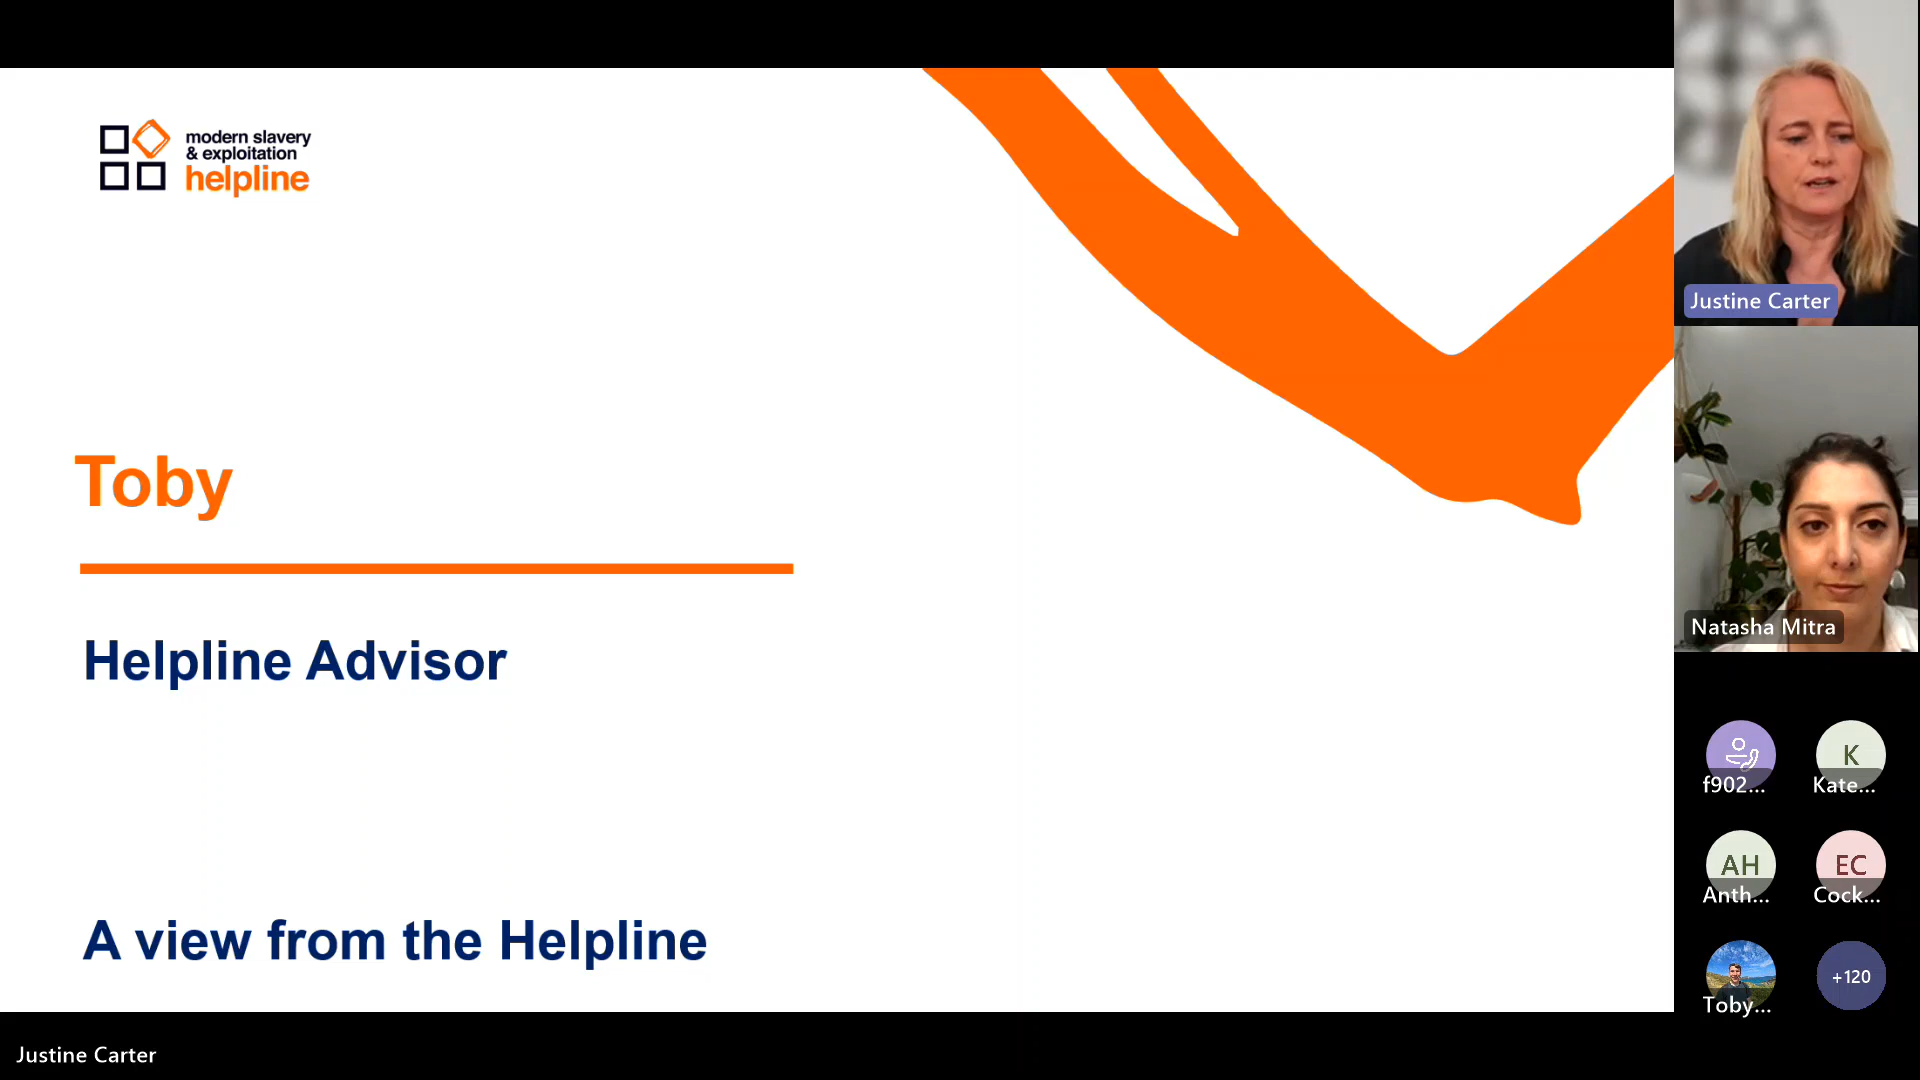 modern slavery
& exploitation
helpline
Toby
Helpline Advisor
A view from the Helpline
Justine Carter
Natasha Mitra
f902...
K
Kate...
AH
Anth...
EC
Cock...
Toby...
+120
Justine Carter